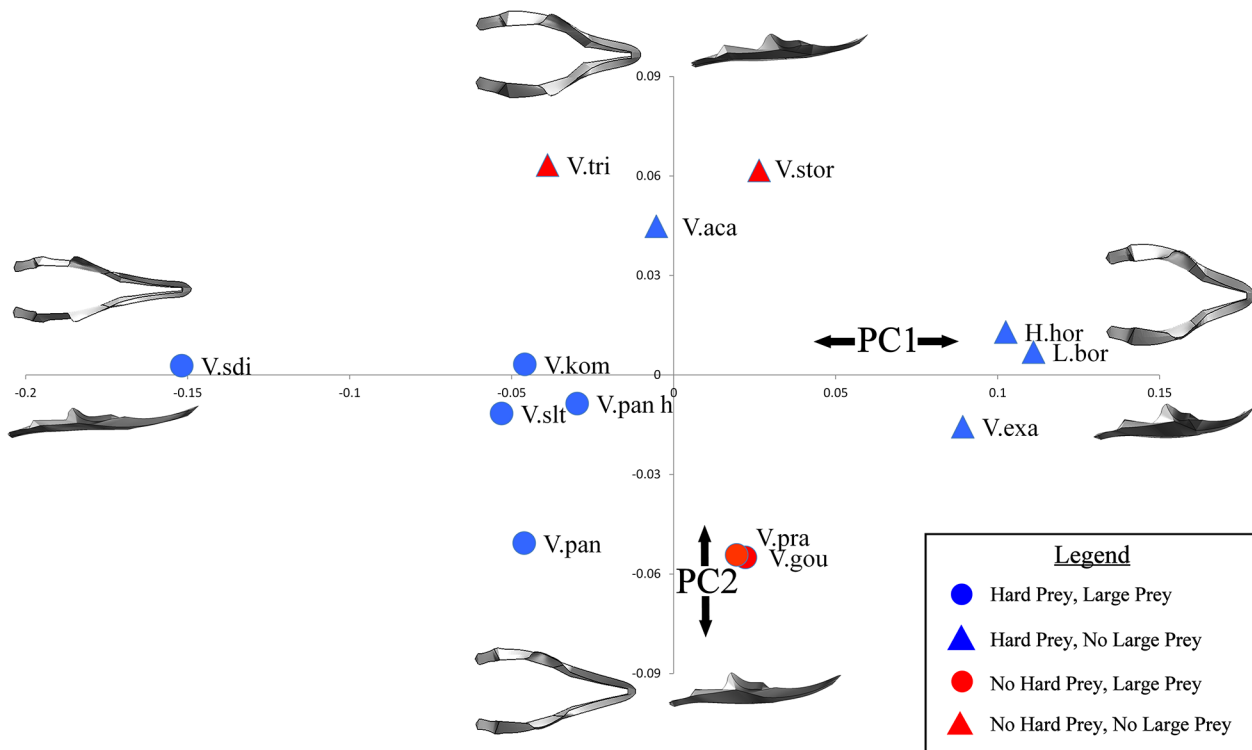 0.09
V.tri
V.stor
0.06
V.aca
0.03
PC1
H.hor
L.bor
V.sdi
V.kom
0
-0.2 -0.15 -0.1 -0.05 0 0.05 0.1 0.15
V.pan h
V.slt
V.exa
-0.03
V.pan
V.pra
V.gou
-0.06
PC2
-0.09
Legend
Hard Prey, Large Prey
Hard Prey, No Large Prey
No Hard Prey, Large Prey
No Hard Prey, No Large Prey